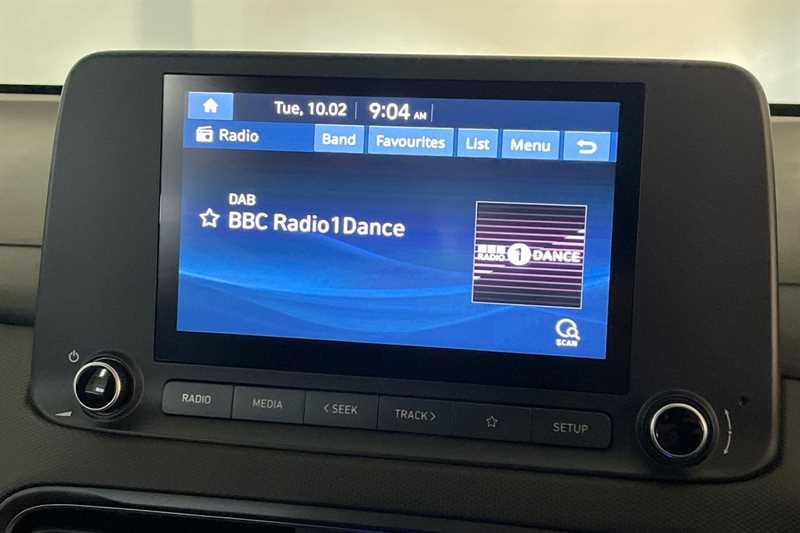 Tue, 10.02 9:04 AM
Radio Band Favourites List Menu
DAB
BBC Radio1Dance
BBC
RADIO 1 DANCE
SCAN
RADIO MEDIA < SEEK TRACK > SETUP